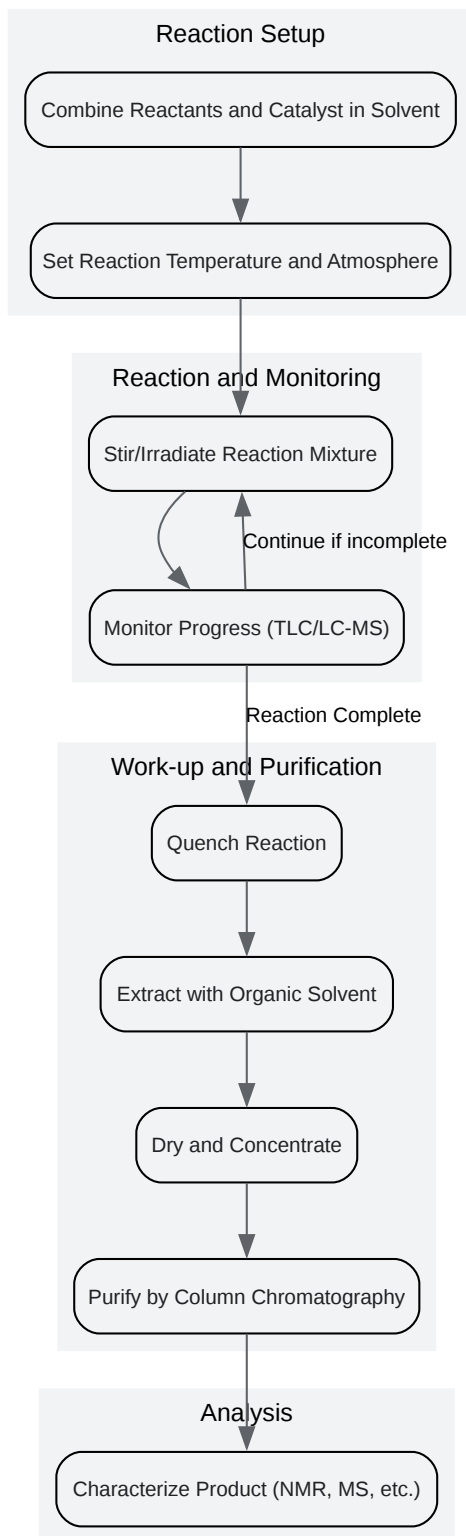 Reaction Setup
Combine Reactants and Catalyst in Solvent
Set Reaction Temperature and Atmosphere
Reaction and Monitoring
Stir/Irradiate Reaction Mixture
Continue if incomplete
Monitor Progress (TLC/LC-MS)
Reaction Complete
Work-up and Purification
Quench Reaction
Extract with Organic Solvent
Dry and Concentrate
Purify by Column Chromatography
Analysis
Characterize Product (NMR, MS, etc.)